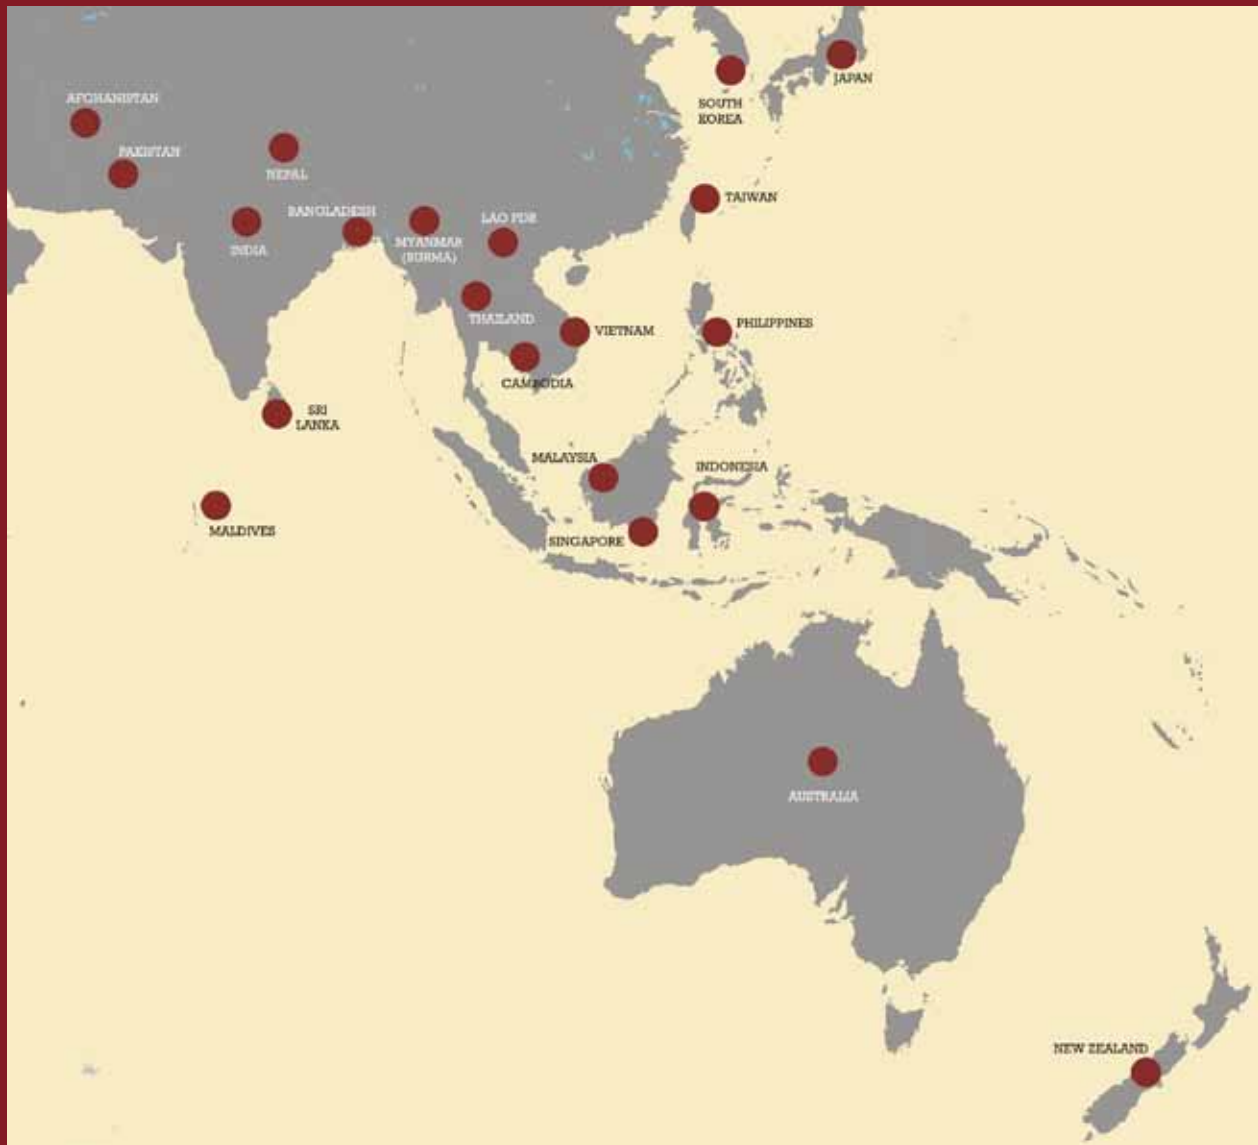 JAPAN
AFGHANISTAN
SOUTH
KOREA
PAKISTAN
NEPAL
TAIWAN
BANGLADESH
LAO PDR
INDIA
MYANMAR
(BURMA)
THAILAND
VIETNAM
PHILIPPINES
CAMBODIA
SRI
LANKA
MALAYSIA
INDONESIA
MALDIVES
SINGAPORE
AUSTRALIA
NEW ZEALAND